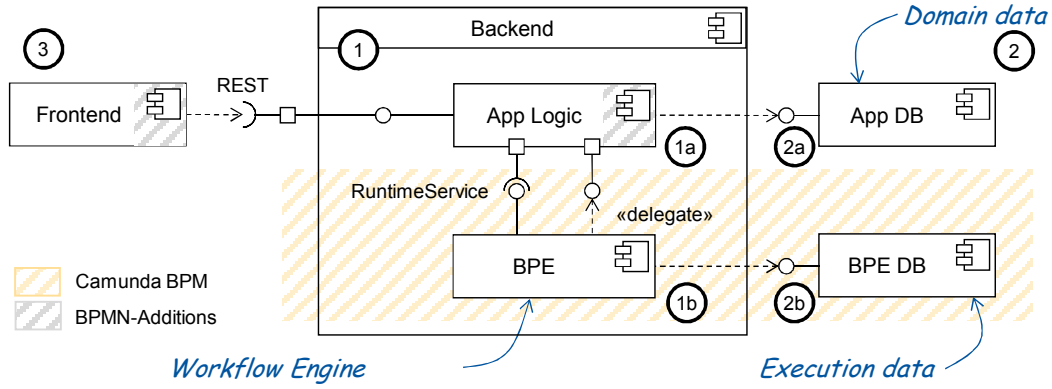 Backend
Domain data
3
1
2
REST
Frontend
App Logic
App DB
1a
2a
RuntimeService
«delegate»
BPE
BPE DB
Camunda BPM
BPMN-Additions
1b
2b
Workflow Engine
Execution data